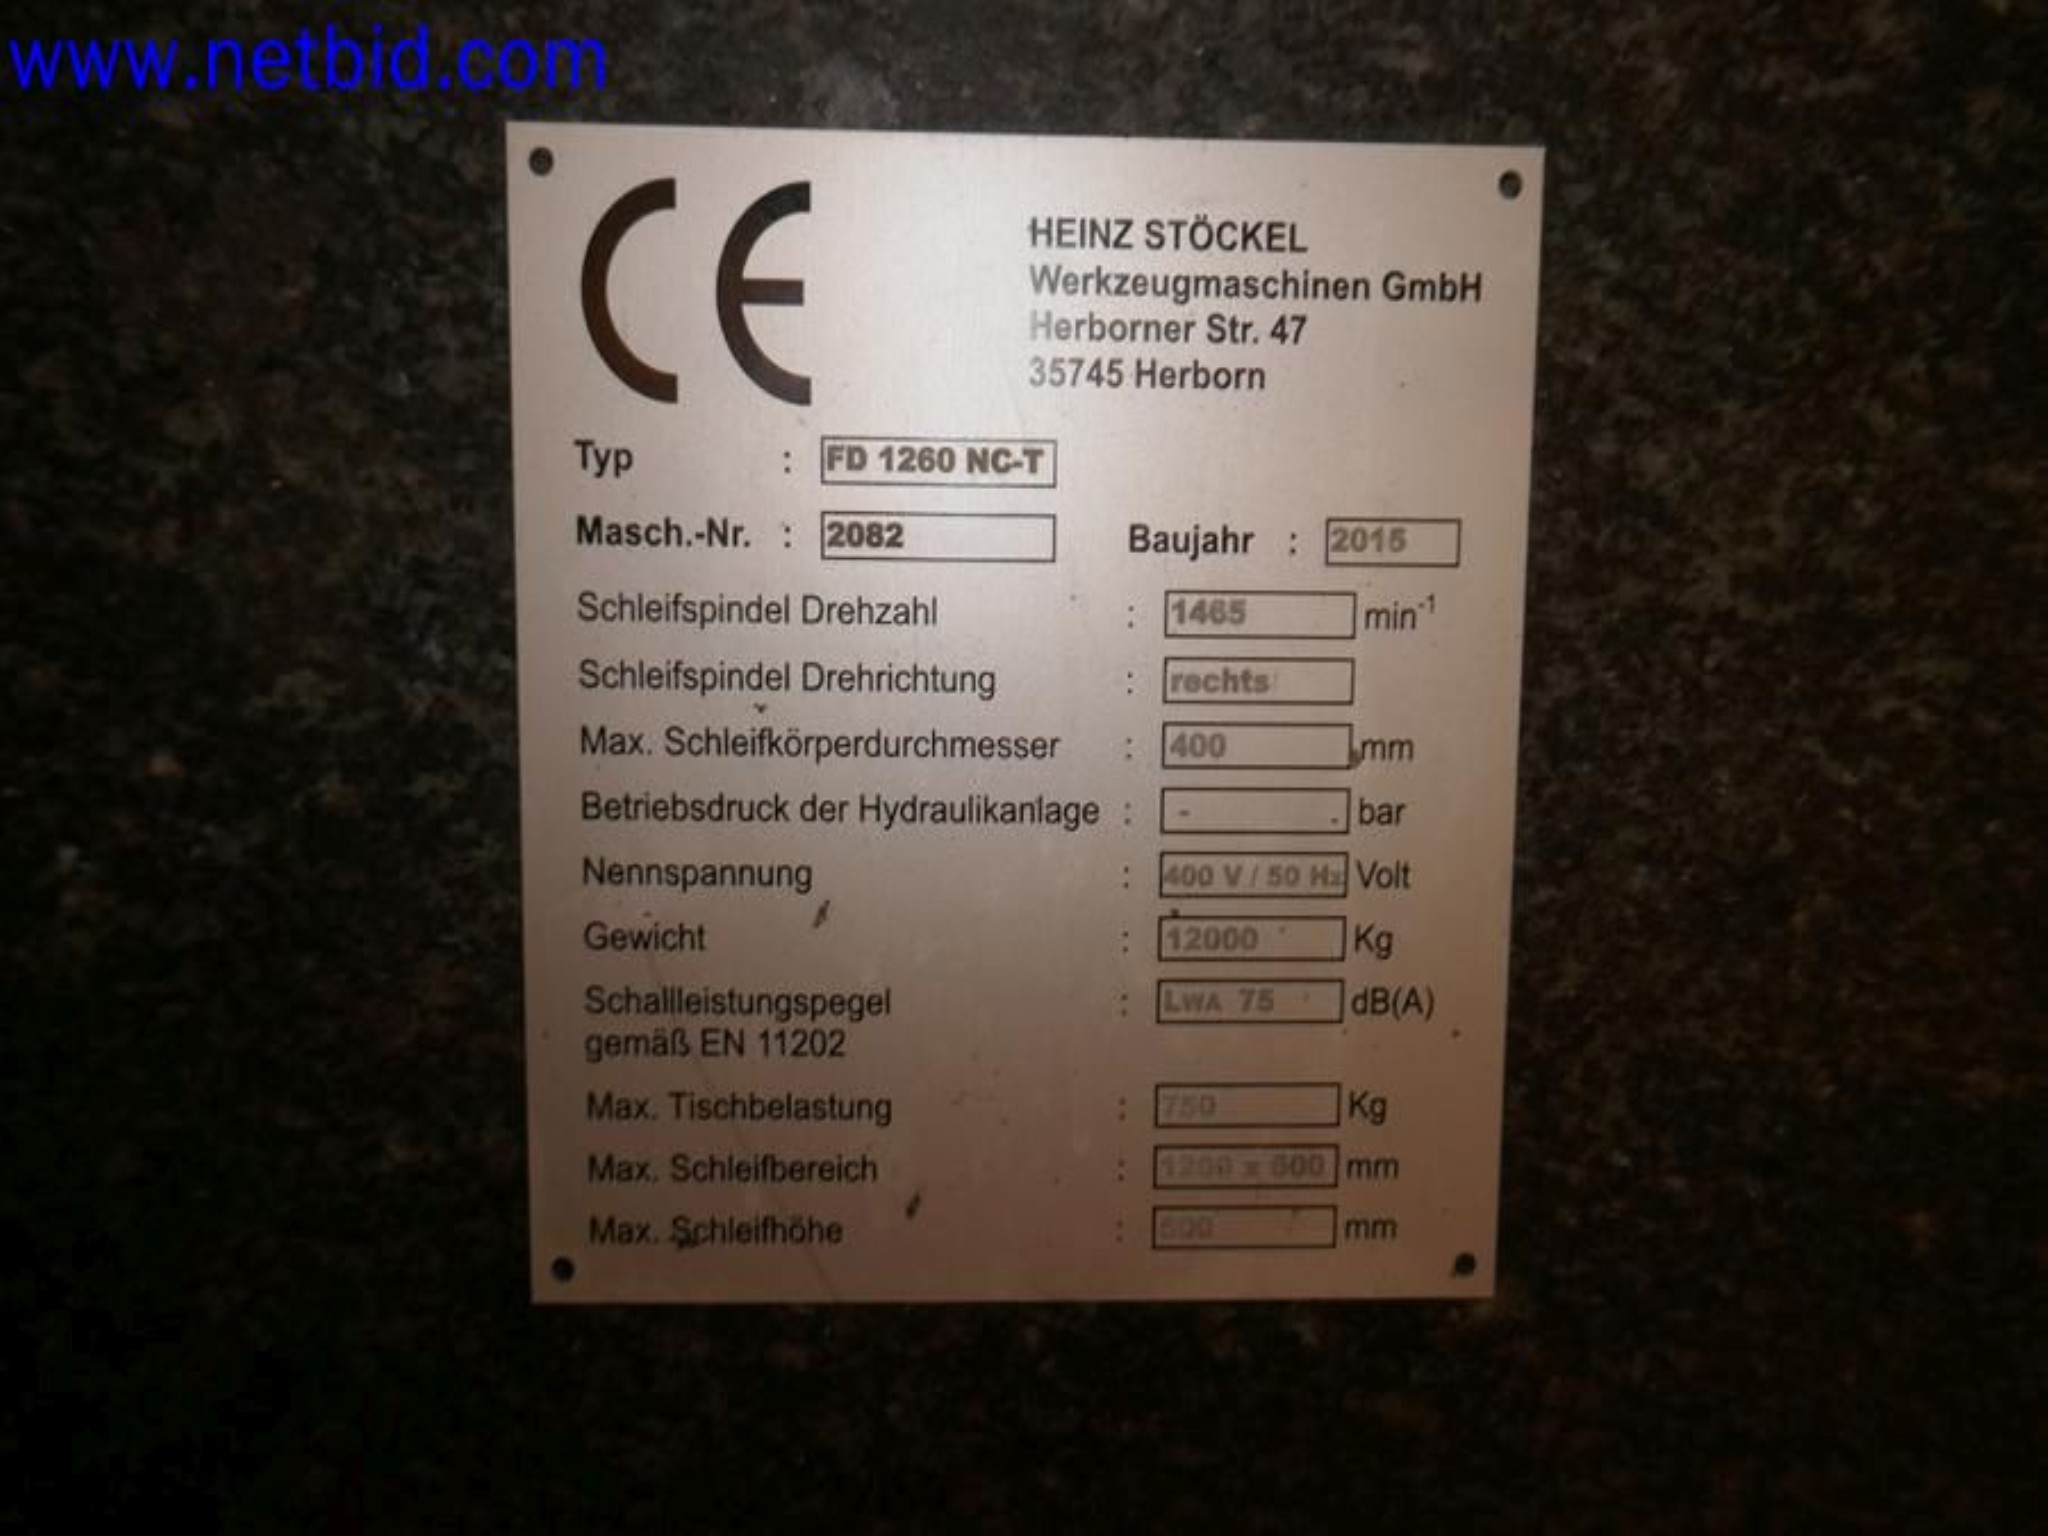 www.netbid.com
CE
HEINZ STÖCKEL
Werkzeugmaschinen GmbH
Herborner Str. 47
35745 Herborn
Typ : FD 1260 NC-T
Masch.-Nr. : 2082 Baujahr : 2015
Schleifspindel Drehzahl : 1465 min⁻¹
Schleifspindel Drehrichtung : rechts
Max. Schleifkörperdurchmesser : 400 mm
Betriebsdruck der Hydraulikanlage : - bar
Nennspannung : 400 V / 50 Hz Volt
Gewicht : 12000 Kg
Schallleistungspegel : LWA 75 dB(A)
gemäß EN 11202
Max. Tischbelastung : 750 Kg
Max. Schleifbereich : 1200 x 600 mm
Max. Schleifhöhe : mm